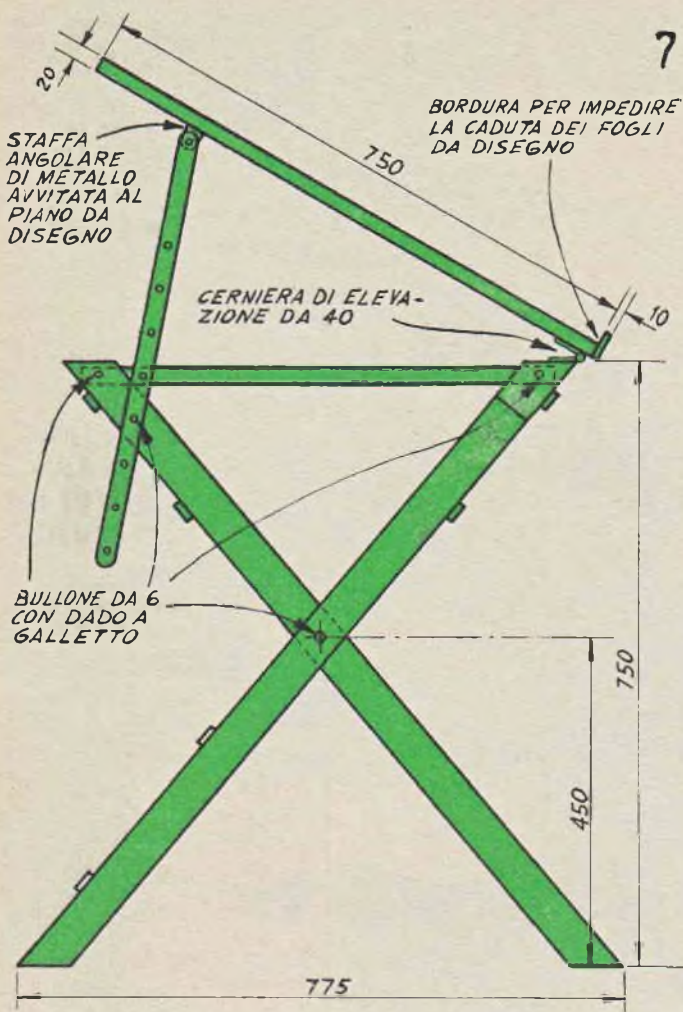 7
20
STAFFA
ANGOLARE
DI METALLO
AVVITATA AL
PIANO DA
DISEGNO
BORDURA PER IMPEDIRE
LA CADUTA DEI FOGLI
DA DISEGNO
750
CERNIERA DI ELEVA-
ZIONE DA 40
10
BULLONE DA 6
CON DADO A
GALLETTO
750
450
775